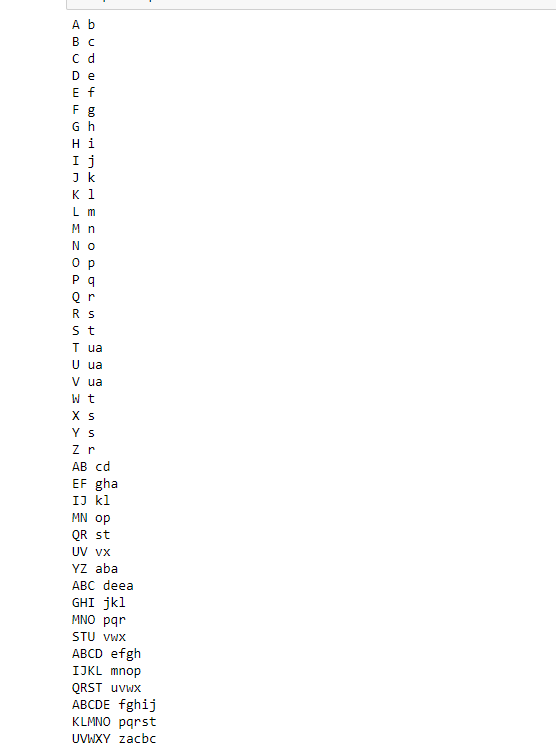 A b
B c
C d
D e
E f
F g
G h
H i
I j
J k
K l
L m
M n
N o
O p
P q
Q r
R s
S t
T ua
U ua
V ua
W t
X s
Y s
Z r
AB cd
EF gha
IJ kl
MN op
QR st
UV vx
YZ aba
ABC deea
GHI jkl
MNO pqr
STU vwx
ABCD efgh
IJKL mnop
QRST uvwx
ABCDE fghij
KLMNO pqrst
UVWXY zacbc